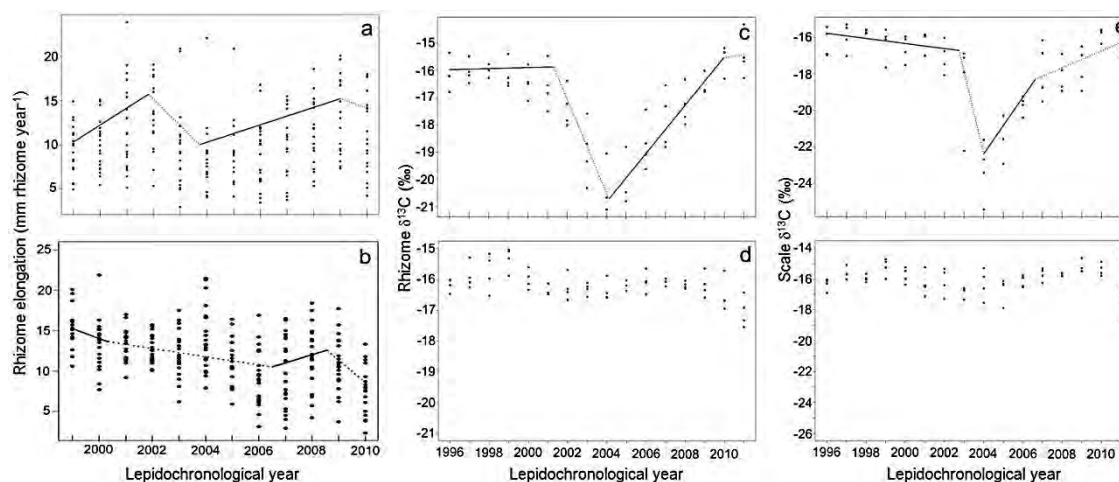 a
20
15
10
5
b
25
20
15
10
5
Rhizome elongation (mm rhizome year⁻¹)
2000 2002 2004 2006 2008 2010
Lepidochronological year
c
-15
-16
-17
-18
-19
-20
-21
d
-15
-16
-17
-18
-19
-20
-21
Rhizome δ¹³C (‰)
1996 1998 2000 2002 2004 2006 2008 2010
Lepidochronological year
e
-16
-18
-20
-22
-24
-26
-14
-16
-18
-20
-22
-24
-26
Scale δ¹³C (‰)
1996 1998 2000 2002 2004 2006 2008 2010
Lepidochronological year